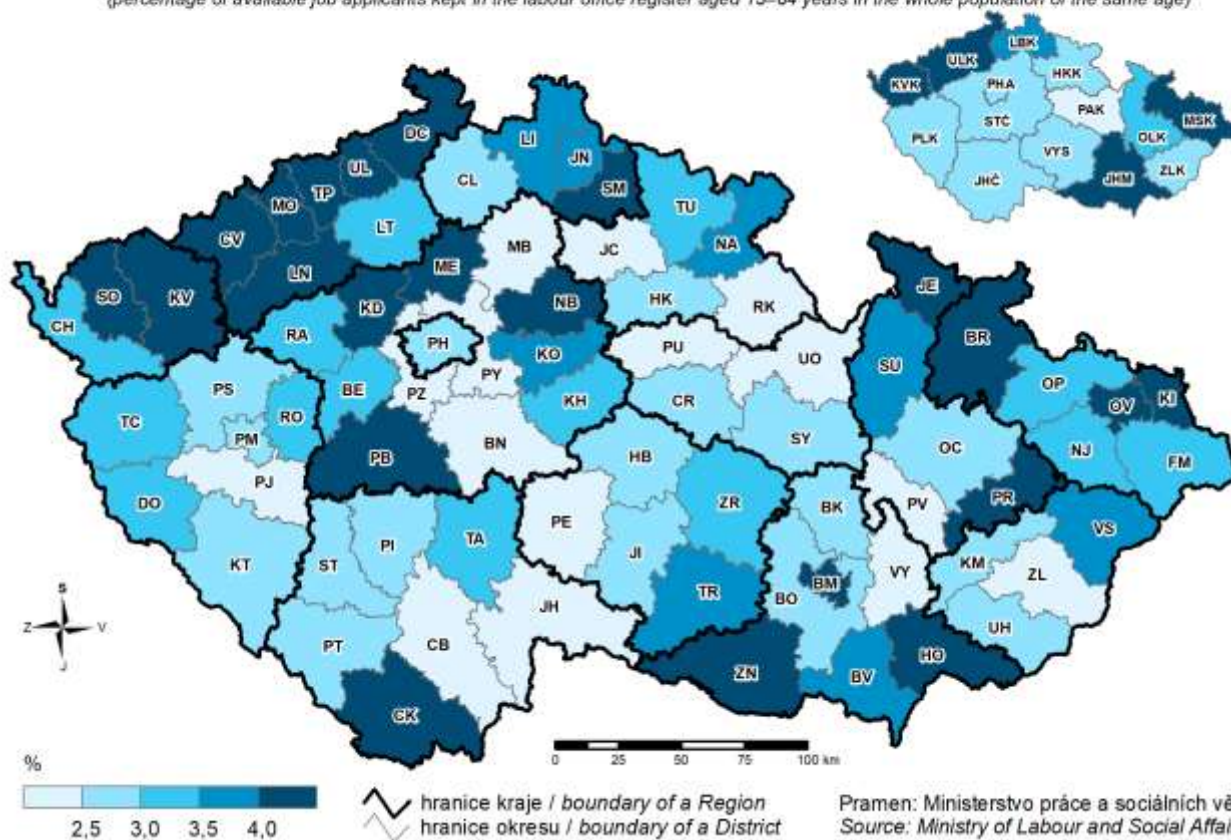 (percentage of available job applicants kept in the labour office register aged 15–64 years in the whole population of the same age)
LBK
ULK
KVK
HKK
PHA
PAK
STČ
MSK
PLK
OLK
VYS
ZLK
JHČ
JHM
DC
LI
UL
JN
TP
CL
SM
MO
TU
LT
CV
MB
JC
NA
ME
LN
SO
KV
JE
KD
NB
HK
RK
CH
RA
BR
PH
KO
PU
UO
SU
PS
BE
PY
OP
PZ
KI
OV
TC
RO
KH
CR
PM
SY
OC
BN
NJ
FM
PB
HB
PJ
PR
DO
ZR
BK
PV
VS
PE
PI
TA
JI
KT
ST
KM
BM
VY
ZL
TR
BO
JH
UH
PT
CB
HO
ZN
BV
CK
S
Z V
J
%
2,5 3,0 3,5 4,0
0 25 50 75 100 km
hranice kraje / boundary of a Region
hranice okresu / boundary of a District
Pramen: Ministerstvo práce a sociálních vě
Source: Ministry of Labour and Social Affa